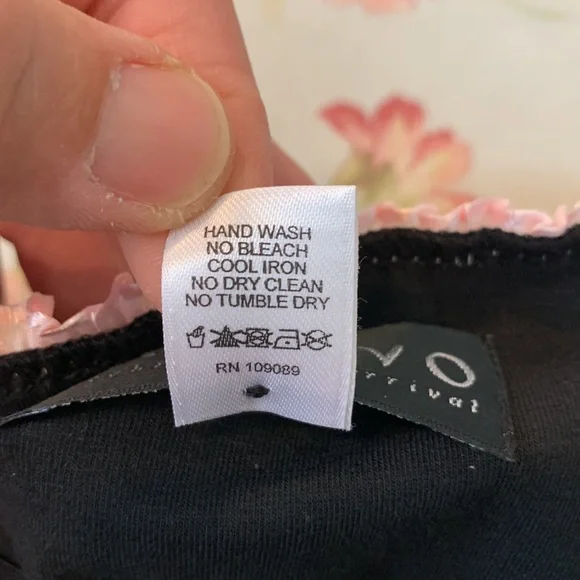 HAND WASH
NO BLEACH
COOL IRON
NO DRY CLEAN
NO TUMBLE DRY
RN 109089